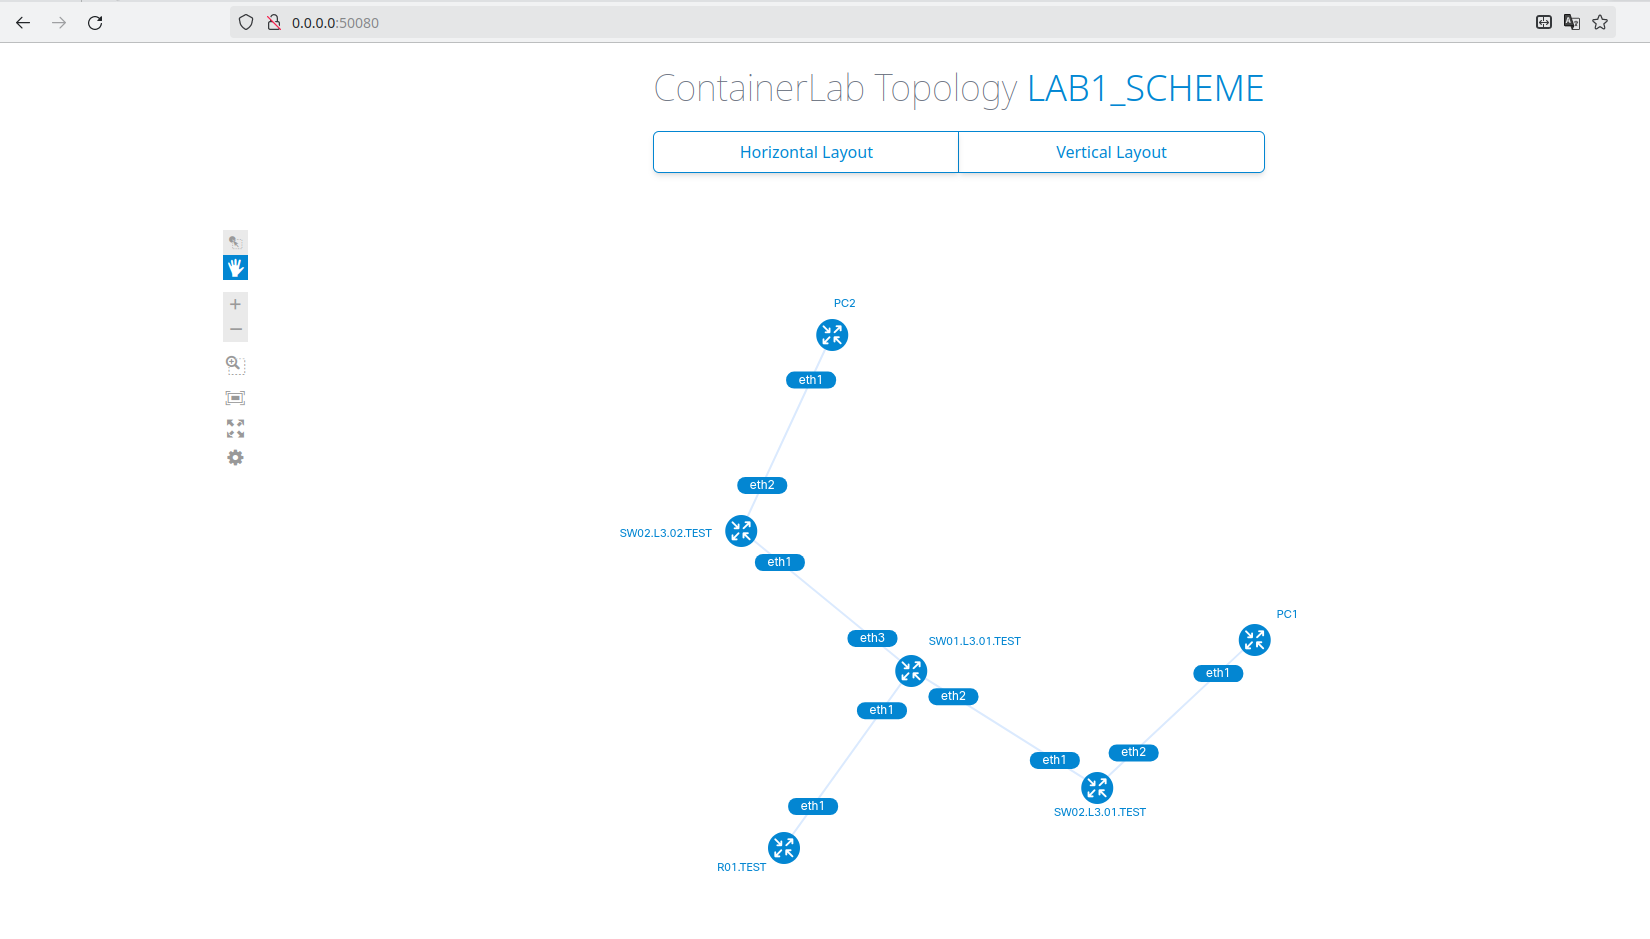 0.0.0.0:50080
ContainerLab Topology LAB1_SCHEME
Horizontal Layout
Vertical Layout
PC2
eth1
eth2
SW02.L3.02.TEST
eth1
eth3
SW01.L3.01.TEST
PC1
eth1
eth2
eth1
eth2
eth1
eth1
SW02.L3.01.TEST
R01.TEST